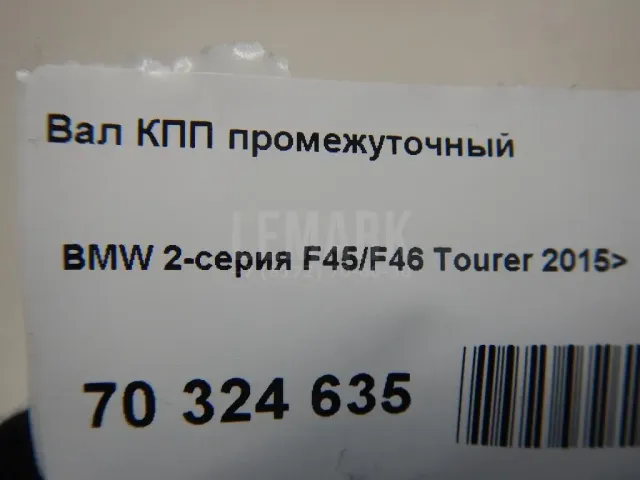 Вал КПП промежуточный
LEMARK
BMW 2-серия F45/F46 Tourer 2015>
70 324 635